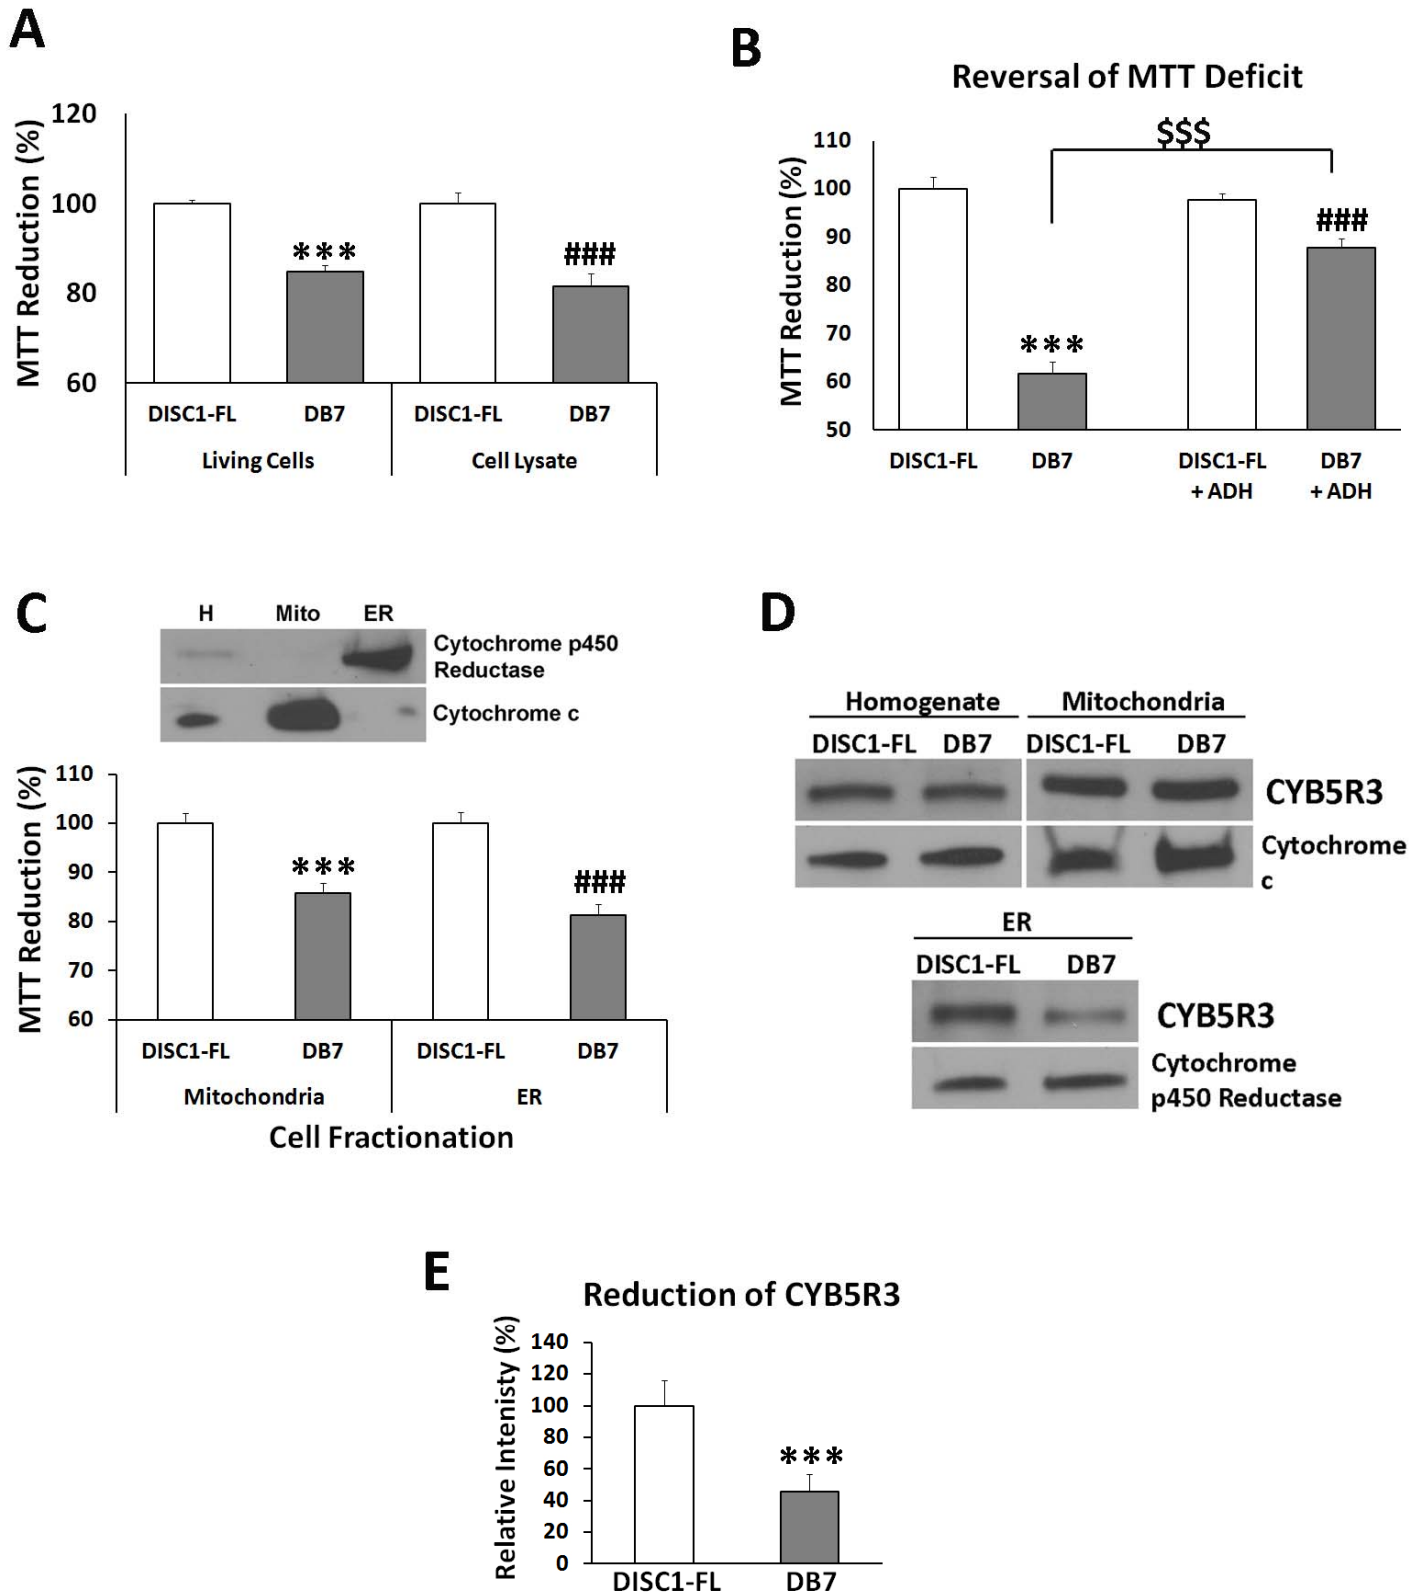 A
MTT Reduction (%)
120
100
80
60
***
###
DISC1-FL DB7 DISC1-FL DB7
Living Cells Cell Lysate
B
Reversal of MTT Deficit
MTT Reduction (%)
110
100
90
80
70
60
50
$$$
***
###
DISC1-FL DB7 DISC1-FL DB7
+ ADH + ADH
C
H Mito ER
Cytochrome p450
Reductase
Cytochrome c
MTT Reduction (%)
110
100
90
80
70
60
***
###
DISC1-FL DB7 DISC1-FL DB7
Mitochondria ER
Cell Fractionation
D
Homogenate Mitochondria
DISC1-FL DB7 DISC1-FL DB7
CYB5R3
Cytochrome
c
ER
DISC1-FL DB7
CYB5R3
Cytochrome
p450 Reductase
E
Reduction of CYB5R3
Relative Intenisty (%)
140
120
100
80
60
40
20
0
***
DISC1-FL DB7